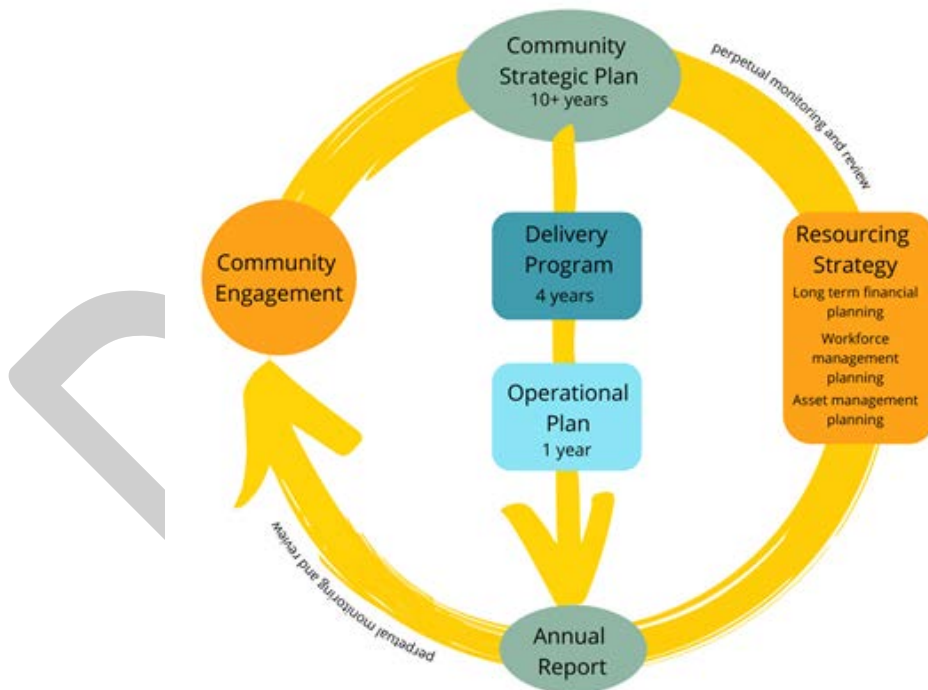 Community
Strategic Plan
10+ years
perpetual monitoring and review
Community
Engagement
Delivery
Program
4 years
Resourcing
Strategy
Long term financial
planning
Workforce
management
planning
Asset management
planning
Operational
Plan
1 year
perpetual monitoring and review
Annual
Report